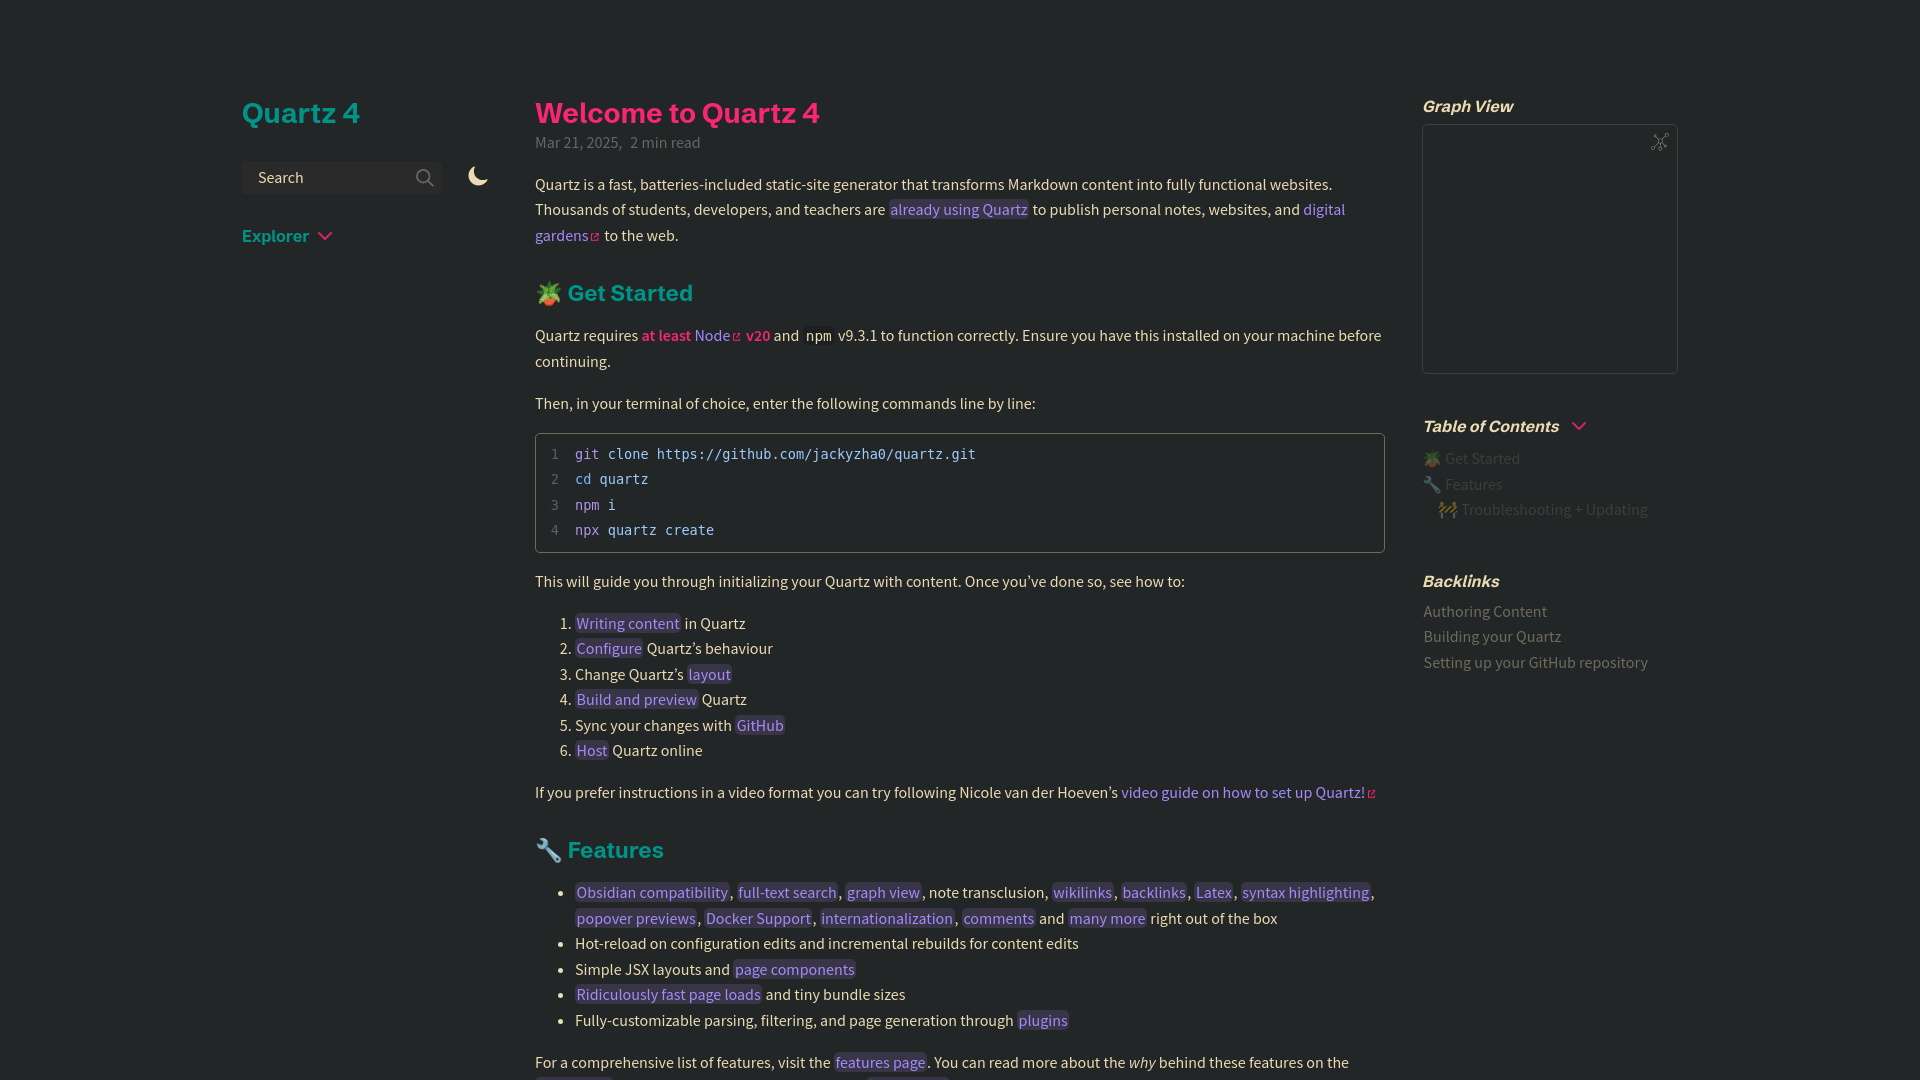 Quartz 4
Search
Explorer
Welcome to Quartz 4
Mar 21, 2025, 2 min read
Quartz is a fast, batteries-included static-site generator that transforms Markdown content into fully functional websites.
Thousands of students, developers, and teachers are already using Quartz to publish personal notes, websites, and digital
gardens to the web.
🪴 Get Started
Quartz requires at least Node v20 and npm v9.3.1 to function correctly. Ensure you have this installed on your machine before
continuing.
Then, in your terminal of choice, enter the following commands line by line:
1 git clone https://github.com/jackyzha0/quartz.git
2 cd quartz
3 npm i
4 npx quartz create
This will guide you through initializing your Quartz with content. Once you’ve done so, see how to:
1. Writing content in Quartz
2. Configure Quartz’s behaviour
3. Change Quartz’s layout
4. Build and preview Quartz
5. Sync your changes with GitHub
6. Host Quartz online
If you prefer instructions in a video format you can try following Nicole van der Hoeven’s video guide on how to set up Quartz!
🔧 Features
• Obsidian compatibility, full-text search, graph view, note transclusion, wikilinks, backlinks, Latex, syntax highlighting,
popover previews, Docker Support, internationalization, comments and many more right out of the box
• Hot-reload on configuration edits and incremental rebuilds for content edits
• Simple JSX layouts and page components
• Ridiculously fast page loads and tiny bundle sizes
• Fully-customizable parsing, filtering, and page generation through plugins
For a comprehensive list of features, visit the features page. You can read more about the why behind these features on the
Graph View
Table of Contents
🪴 Get Started
🔧 Features
🚧 Troubleshooting + Updating
Backlinks
Authoring Content
Building your Quartz
Setting up your GitHub repository